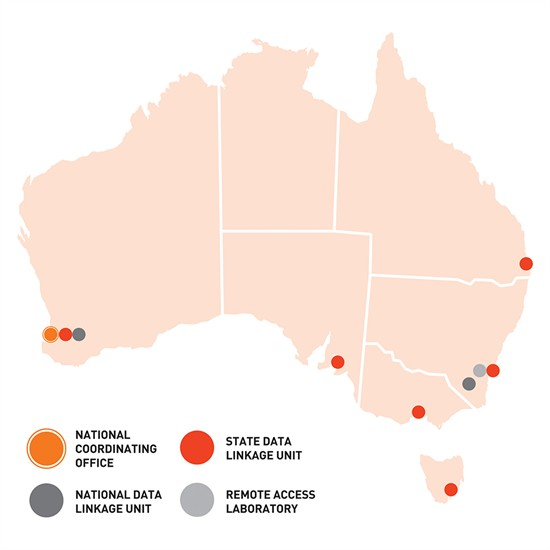 NATIONAL
COORDINATING
OFFICE
STATE DATA
LINKAGE UNIT
NATIONAL DATA
LINKAGE UNIT
REMOTE ACCESS
LABORATORY